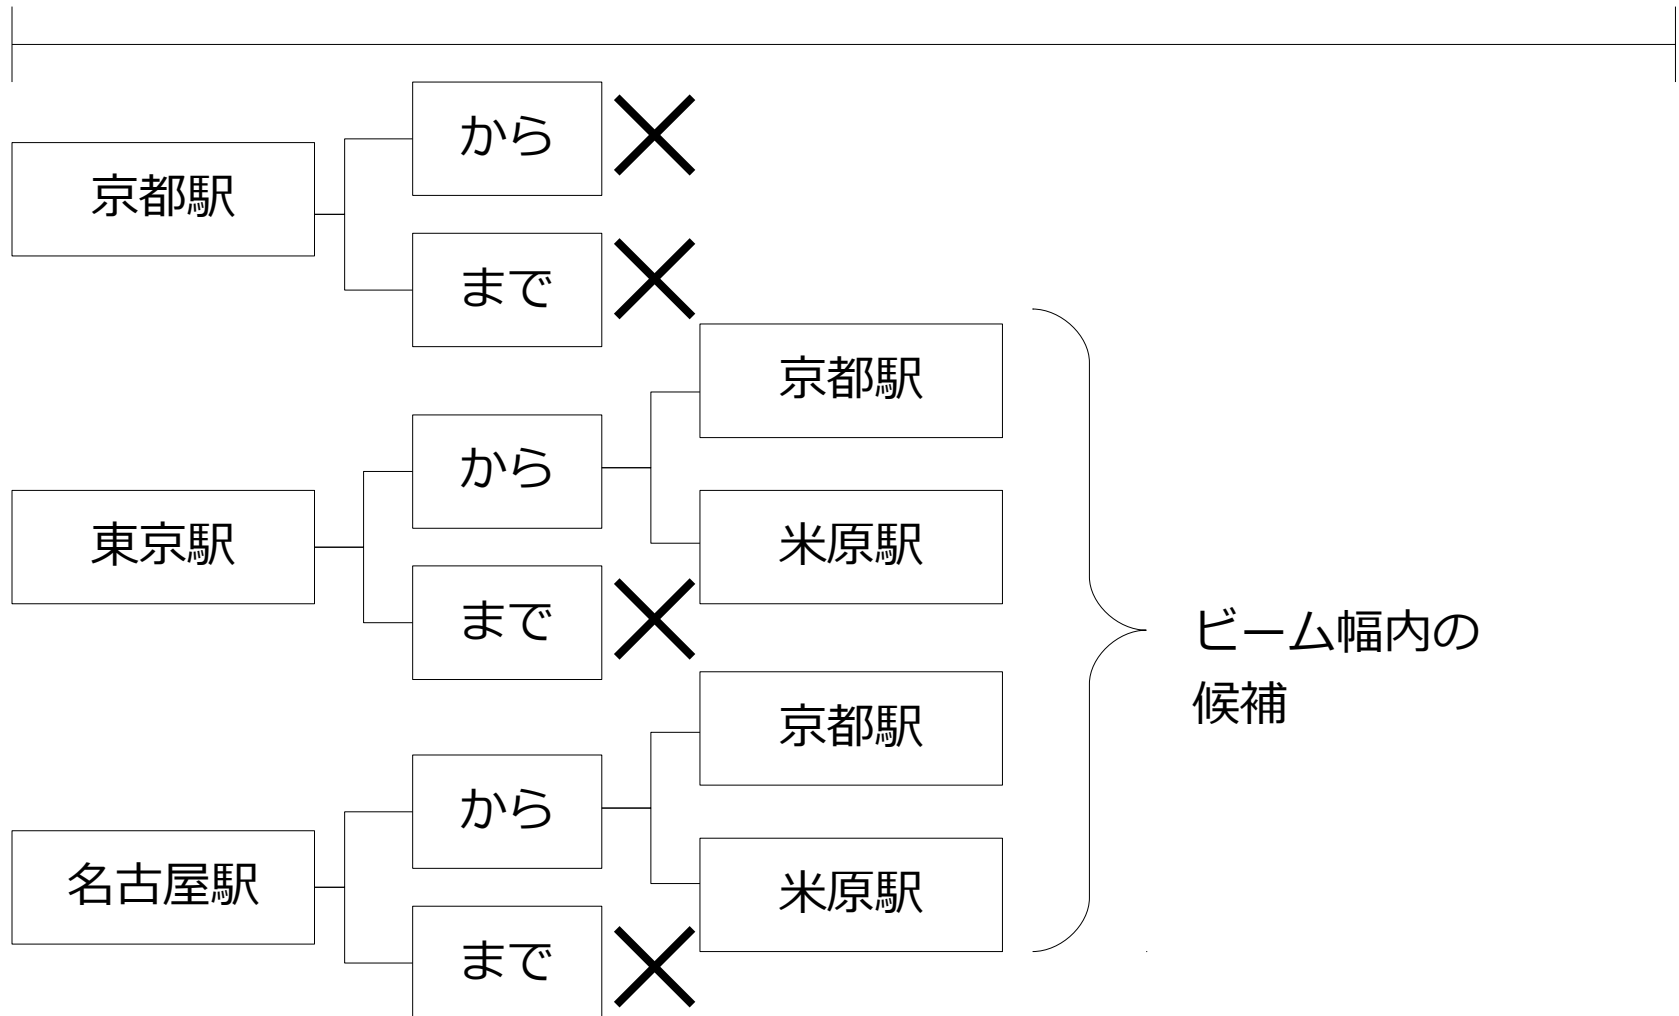 京都駅
から
まで
東京駅
から
京都駅
米原駅
まで
名古屋駅
から
京都駅
米原駅
まで
ビーム幅内の
候補